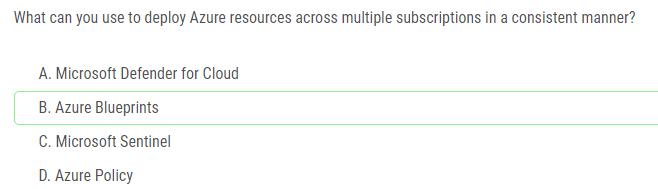 What can you use to deploy Azure resources across multiple subscriptions in a consistent manner?
A. Microsoft Defender for Cloud
B. Azure Blueprints
C. Microsoft Sentinel
D. Azure Policy